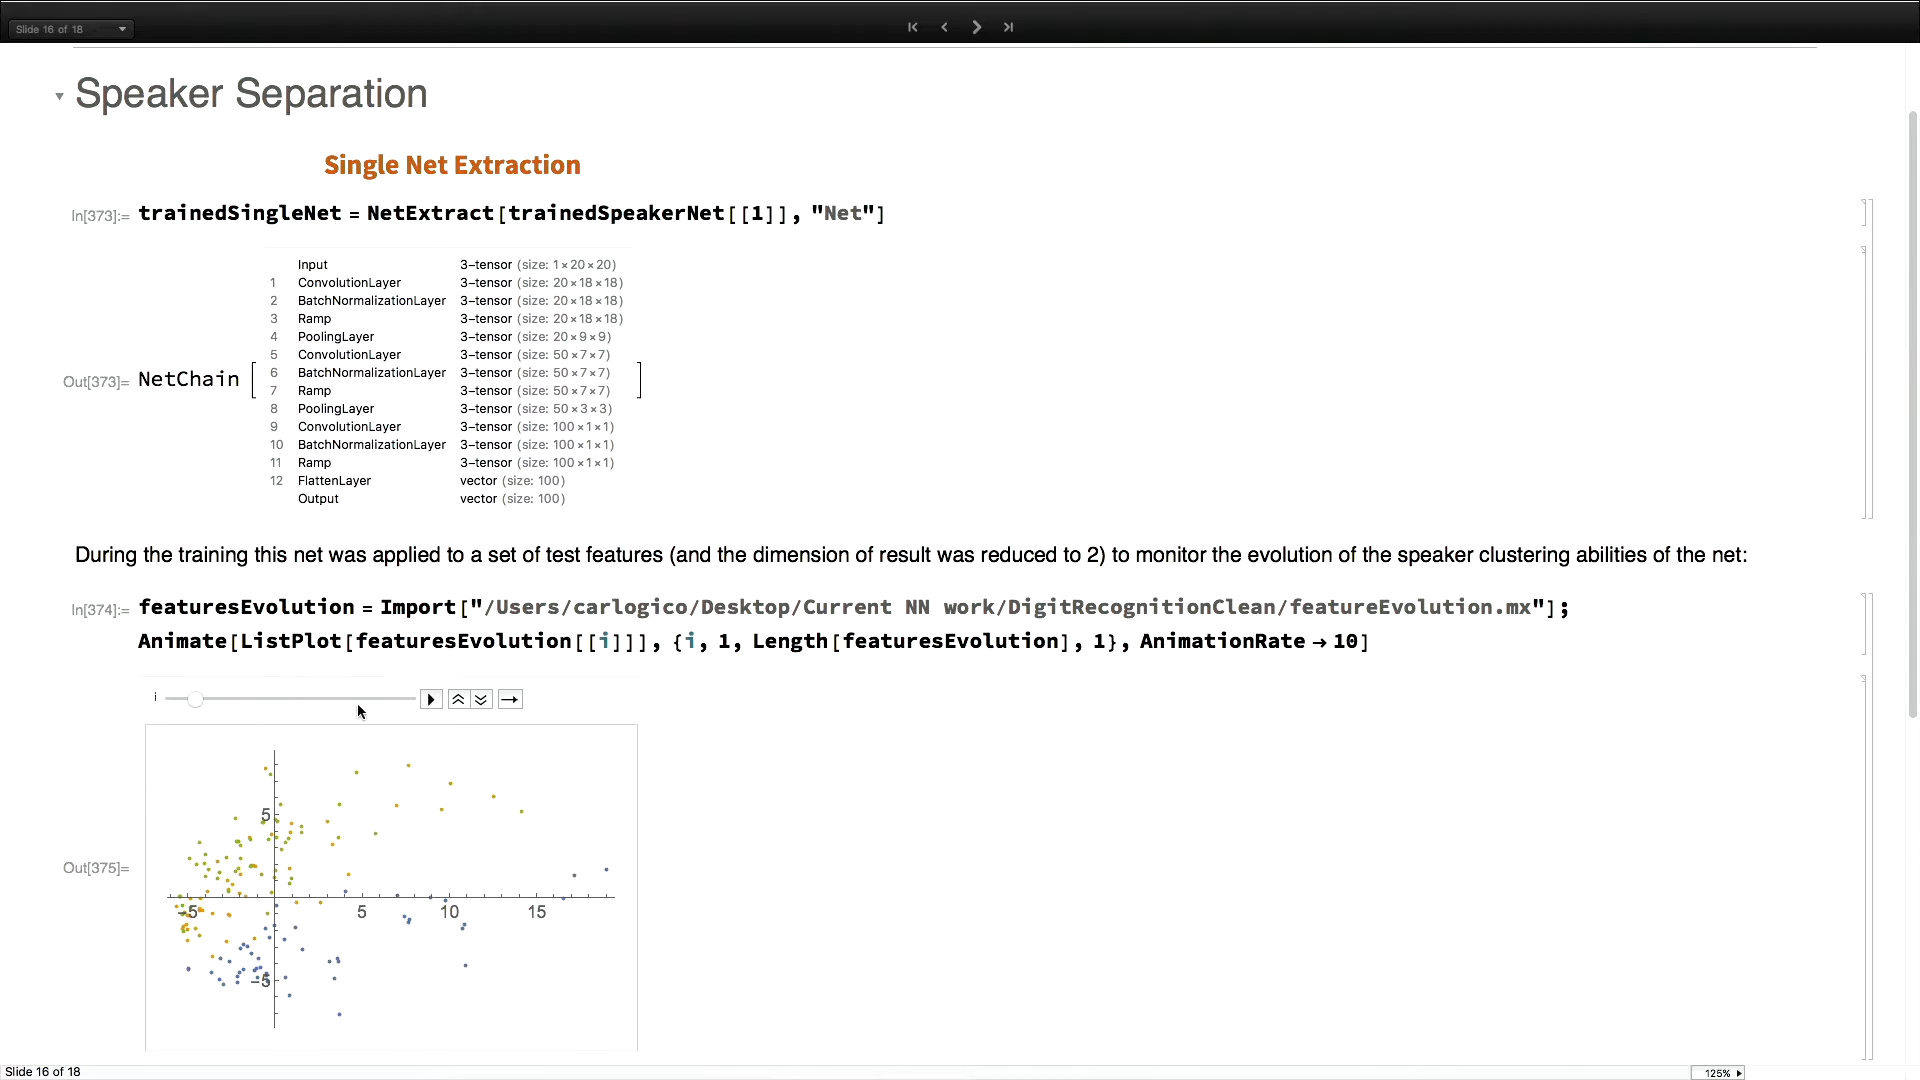 Slide 16 of 18
Speaker Separation
Single Net Extraction
In[373]:= trainedSingleNet = NetExtract[trainedSpeakerNet[[1]], "Net"]
Input 3-tensor (size: 1×20×20)
1 ConvolutionLayer 3-tensor (size: 20×18×18)
2 BatchNormalizationLayer 3-tensor (size: 20×18×18)
3 Ramp 3-tensor (size: 20×18×18)
4 PoolingLayer 3-tensor (size: 20×9×9)
5 ConvolutionLayer 3-tensor (size: 50×7×7)
Out[373]= NetChain [ 6 BatchNormalizationLayer 3-tensor (size: 50×7×7) ]
7 Ramp 3-tensor (size: 50×7×7)
8 PoolingLayer 3-tensor (size: 50×3×3)
9 ConvolutionLayer 3-tensor (size: 100×1×1)
10 BatchNormalizationLayer 3-tensor (size: 100×1×1)
11 Ramp 3-tensor (size: 100×1×1)
12 FlattenLayer vector (size: 100)
Output vector (size: 100)
During the training this net was applied to a set of test features (and the dimension of result was reduced to 2) to monitor the evolution of the speaker clustering abilities of the net:
In[374]:= featuresEvolution = Import["/Users/carlogico/Desktop/Current NN work/DigitRecognitionClean/featureEvolution.mx"];
Animate[ListPlot[featuresEvolution[[i]]], {i, 1, Length[featuresEvolution], 1}, AnimationRate → 10]
i
5
Out[375]=
-5 5 10 15
-5
Slide 16 of 18
125%